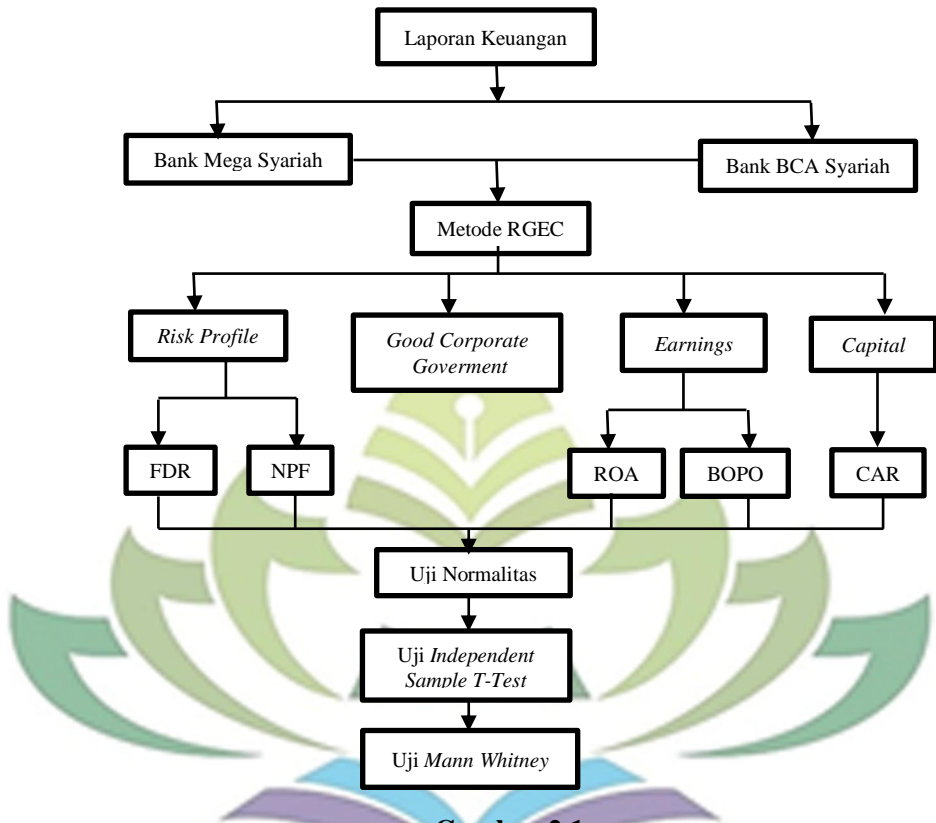 Laporan Keuangan
Bank Mega Syariah
Bank BCA Syariah
Metode RGEC
Risk Profile
Good Corporate
Goverment
Earnings
Capital
FDR
NPF
ROA
BOPO
CAR
Uji Normalitas
Uji Independent
Sample T-Test
Uji Mann Whitney